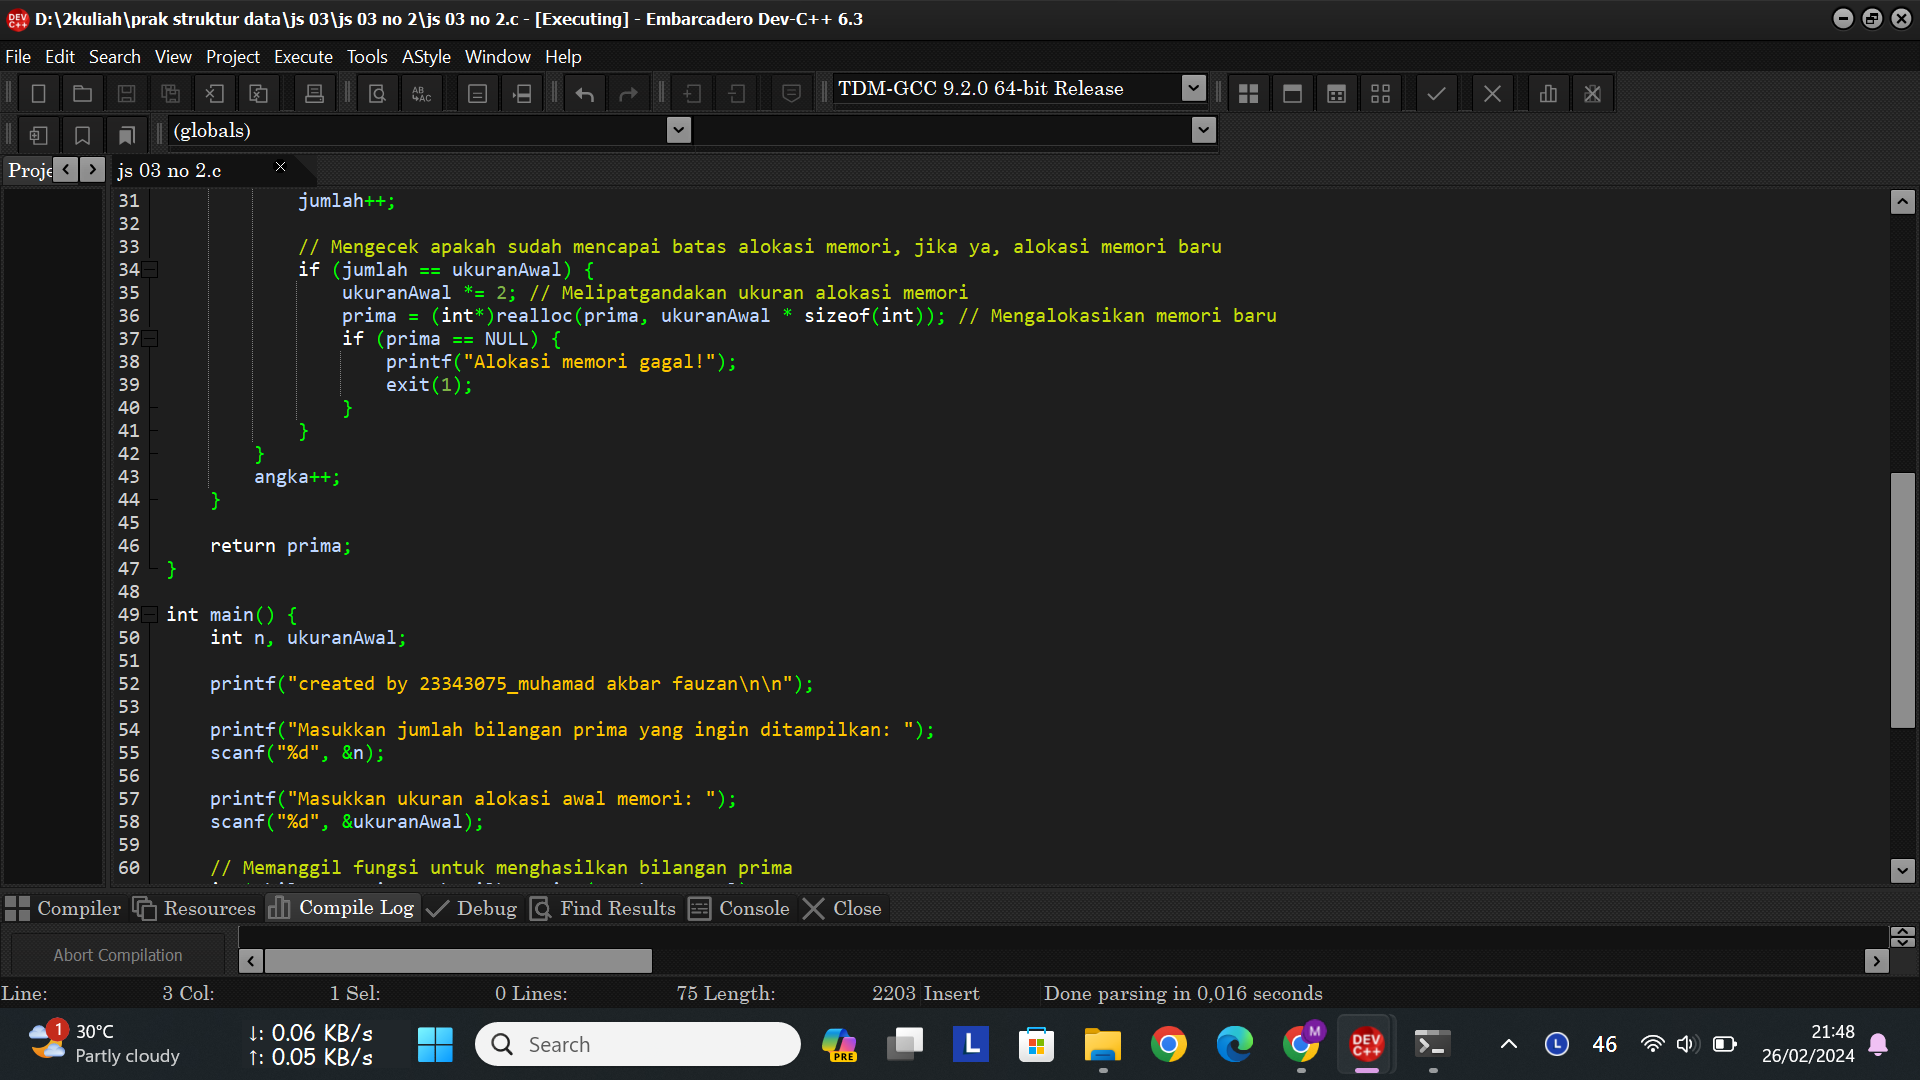 D:\2kuliah\prak struktur data\js 03\js 03 no 2\js 03 no 2.c - [Executing] - Embarcadero Dev-C++ 6.3
File Edit Search View Project Execute Tools AStyle Window Help
TDM-GCC 9.2.0 64-bit Release
(globals)
Proje js 03 no 2.c
31 jumlah++;
32
33 // Mengecek apakah sudah mencapai batas alokasi memori, jika ya, alokasi memori baru
34 if (jumlah == ukuranAwal) {
35 ukuranAwal *= 2; // Melipatgandakan ukuran alokasi memori
36 prima = (int*)realloc(prima, ukuranAwal * sizeof(int)); // Mengalokasikan memori baru
37 if (prima == NULL) {
38 printf("Alokasi memori gagal!");
39 exit(1);
40 }
41 }
42 }
43 angka++;
44 }
45
46 return prima;
47 }
48
49 int main() {
50 int n, ukuranAwal;
51
52 printf("created by 23343075_muhamad akbar fauzan\n\n");
53
54 printf("Masukkan jumlah bilangan prima yang ingin ditampilkan: ");
55 scanf("%d", &n);
56
57 printf("Masukkan ukuran alokasi awal memori: ");
58 scanf("%d", &ukuranAwal);
59
60 // Memanggil fungsi untuk menghasilkan bilangan prima
Compiler Resources Compile Log Debug Find Results Console Close
Abort Compilation
Line: 3 Col: 1 Sel: 0 Lines: 75 Length: 2203 Insert Done parsing in 0,016 seconds
1 30°C
Partly cloudy
↓: 0.06 KB/s
↑: 0.05 KB/s
Search
PRE
L
M
DEV C++
L
46
21:48
26/02/2024